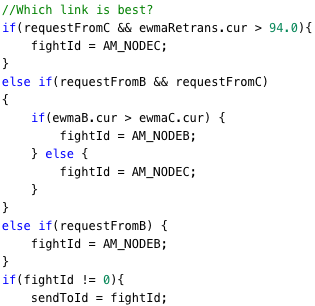 //Which link is best?
if(requestFromC && ewmaRetrans.cur > 94.0){
    fightId = AM_NODEC;
}
else if(requestFromB && requestFromC)
{
    if(ewmaB.cur > ewmaC.cur) {
        fightId = AM_NODEB;
    } else {
        fightId = AM_NODEC;
    }
}
else if(requestFromB) {
    fightId = AM_NODEB;
}
if(fightId != 0){
    sendToId = fightId;